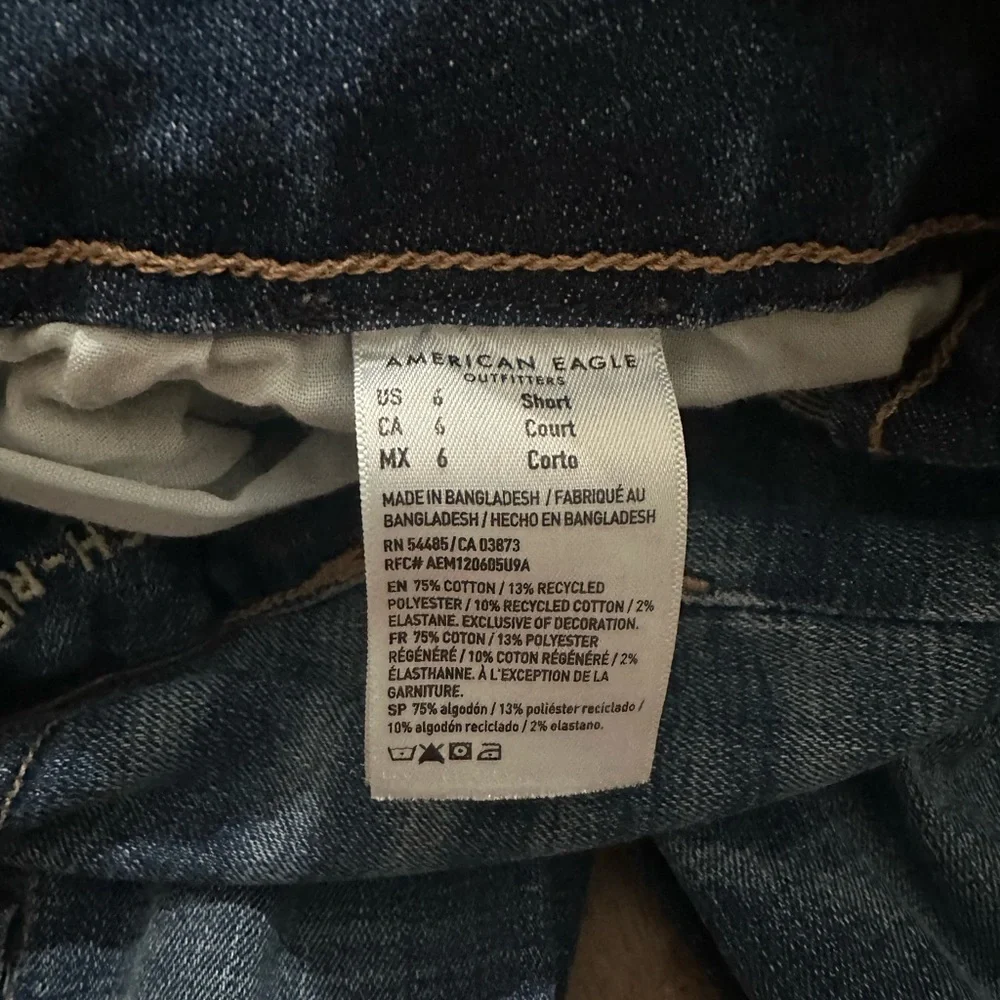 AMERICAN EAGLE
OUTFITTERS
US 6 Short
CA 6 Court
MX 6 Corto
MADE IN BANGLADESH / FABRIQUÉ AU
BANGLADESH / HECHO EN BANGLADESH
RN 54485/CA 03873
RFC# AEM120605U9A
EN 75% COTTON / 13% RECYCLED
POLYESTER / 10% RECYCLED COTTON / 2%
ELASTANE. EXCLUSIVE OF DECORATION.
FR 75% COTON / 13% POLYESTER
RÉGÉNÉRÉ / 10% COTON RÉGÉNÉRÉ / 2%
ÉLASTHANNE. À L'EXCEPTION DE LA
GARNITURE.
SP 75% algodón / 13% poliéster reciclado /
10% algodón reciclado / 2% elastano.